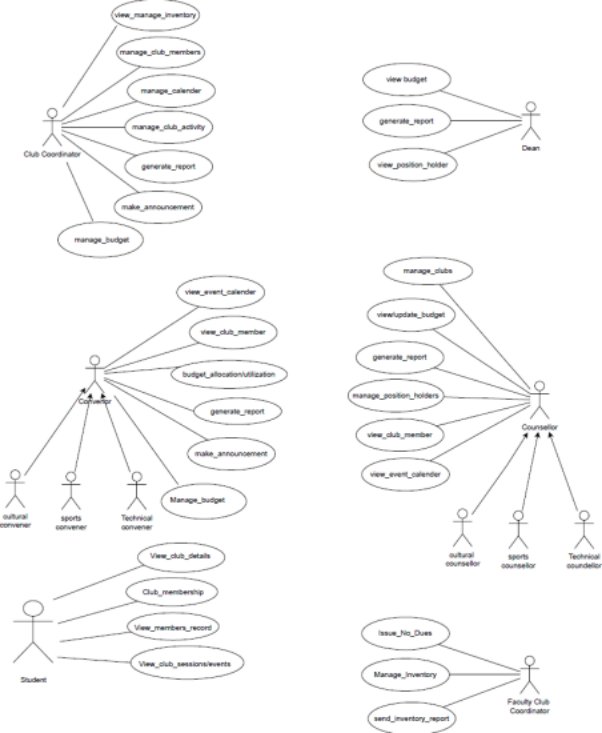 view_manage_inventory
manage_club_members
manage_calender
manage_club_activity
Club Coordinator
generate_report
make_announcement
manage_budget
view budget
generate_report
Dean
view_position_holder
view_event_calender
view_club_member
budget_allocation/utilization
Convenor
generate_report
make_announcement
Manage_budget
cultural
convener
sports
convener
Technical
convener
manage_clubs
view/update_budget
generate_report
manage_position_holders
Counsellor
view_club_member
view_event_calender
cultural
counsellor
sports
counsellor
Technical
coundellor
View_club_details
Club_membership
View_members_record
View_club_sessions/events
Student
Issue_No_Dues
Manage_Inventory
Faculty Club
Coordinator
send_inventory_report